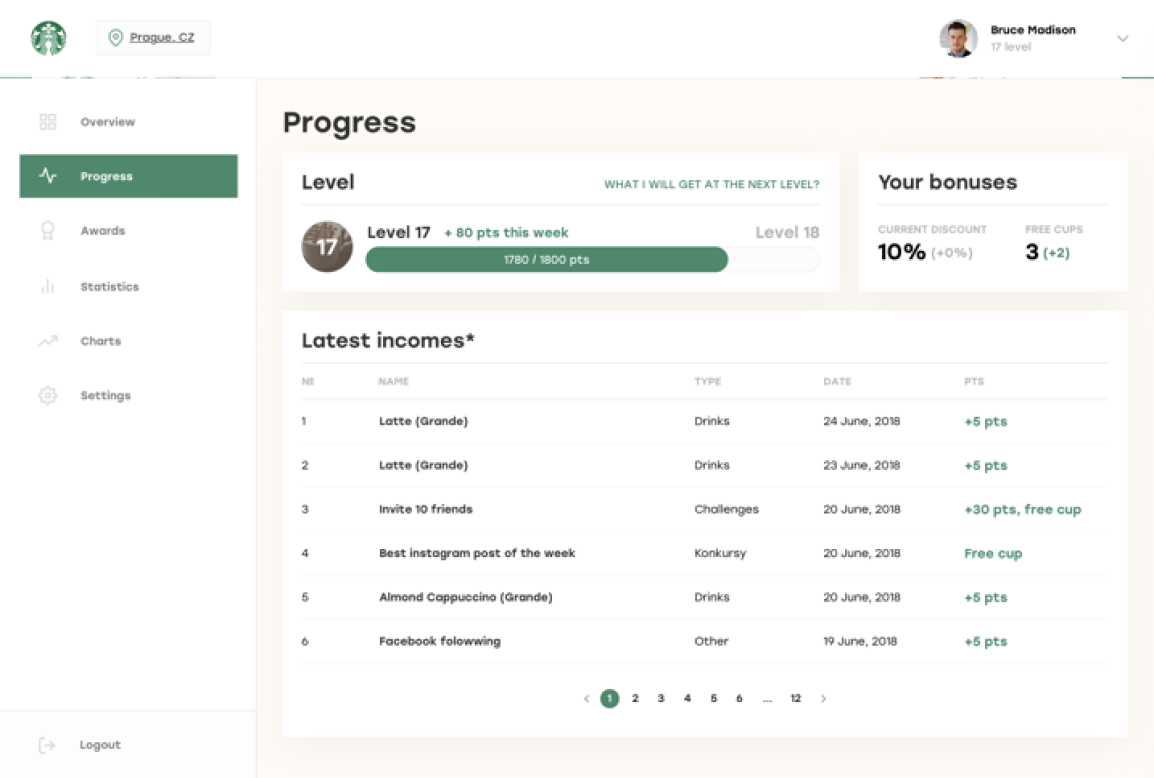 Prague, CZ
Bruce Madison
17 level
Overview
Progress
Awards
Statistics
Charts
Settings
Logout
Progress
Level
WHAT I WILL GET AT THE NEXT LEVEL?
17
Level 17 + 80 pts this week Level 18
1780 / 1800 pts
Your bonuses
CURRENT DISCOUNT FREE CUPS
10% (+0%) 3 (+2)
Latest incomes*
№ NAME TYPE DATE PTS
1 Latte (Grande) Drinks 24 June, 2018 +5 pts
2 Latte (Grande) Drinks 23 June, 2018 +5 pts
3 Invite 10 friends Challenges 20 June, 2018 +30 pts, free cup
4 Best instagram post of the week Konkursy 20 June, 2018 Free cup
5 Almond Cappuccino (Grande) Drinks 20 June, 2018 +5 pts
6 Facebook folowwing Other 19 June, 2018 +5 pts
< 1 2 3 4 5 6 ... 12 >